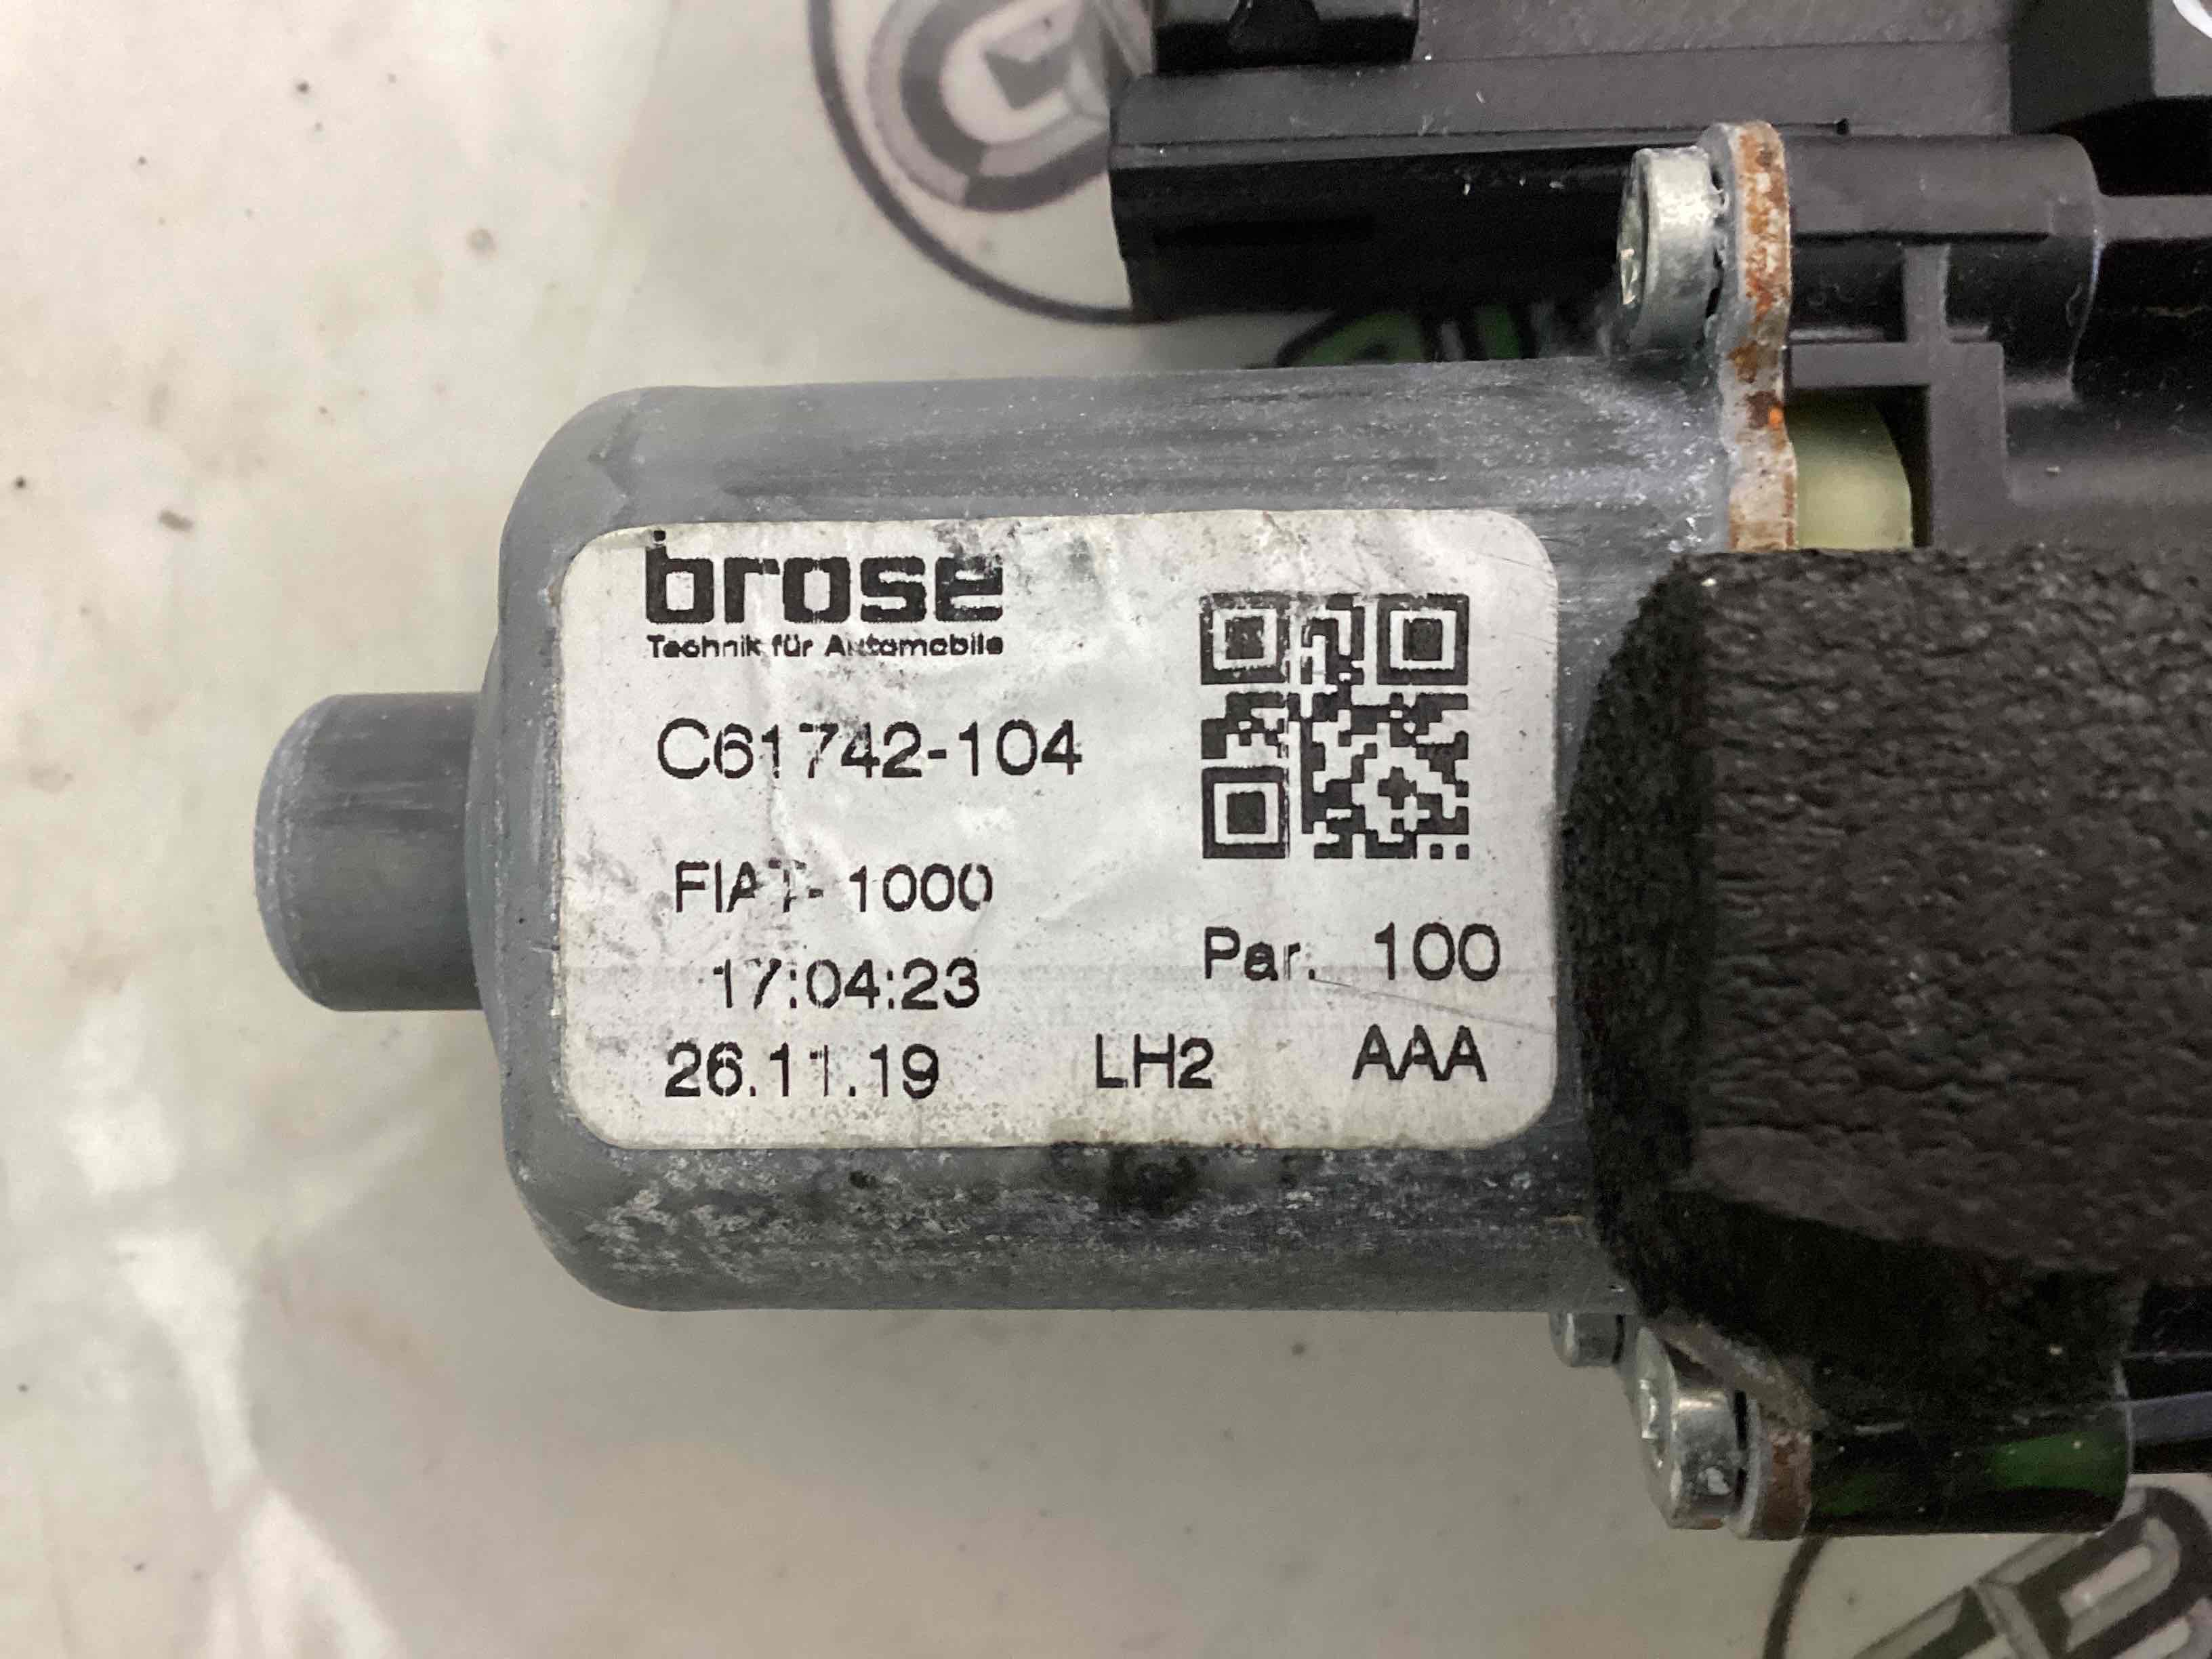 brose
Technik für Automobile
C61742-104
FIAT-1000
17:04:23
Par. 100
26.11.19 LH2 AAA